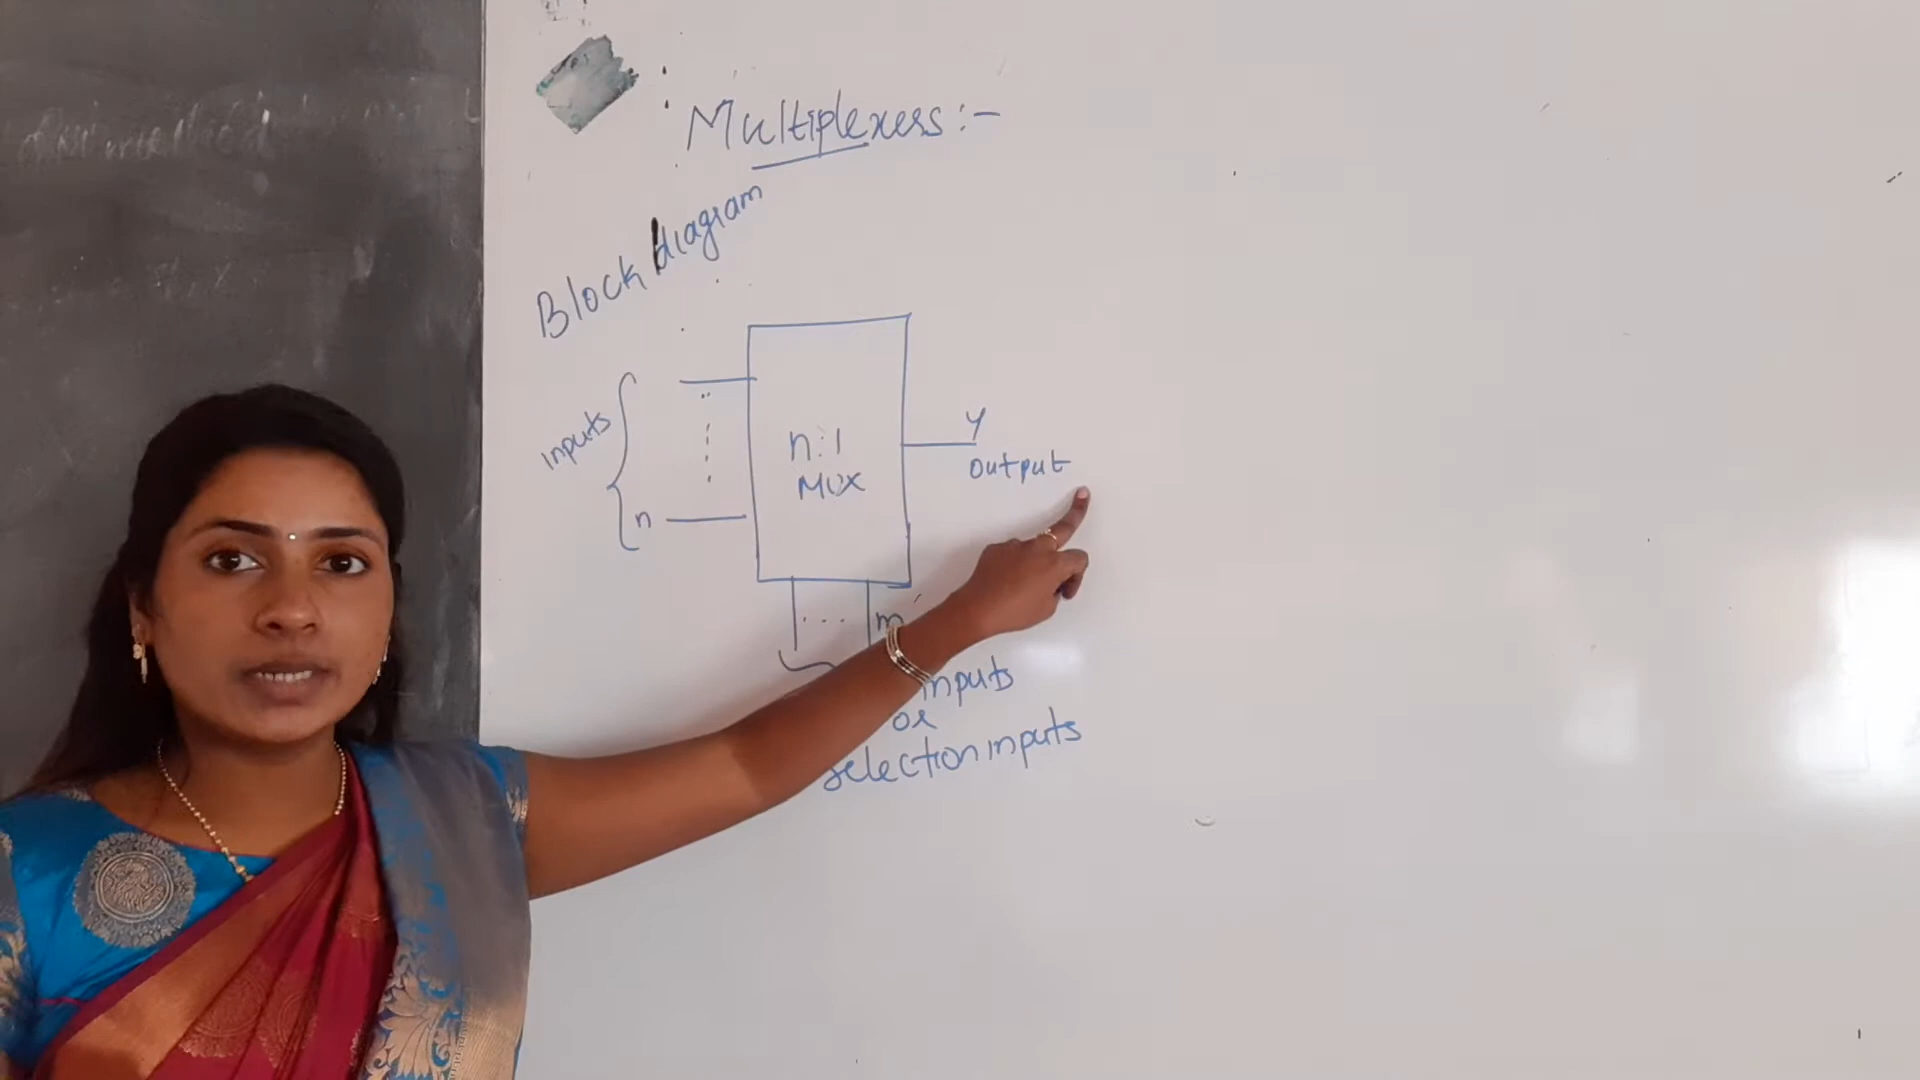 Multiplexers :-
Block diagram
inputs
n
n:1
MUX
Y
output
m
inputs
or
selection inputs